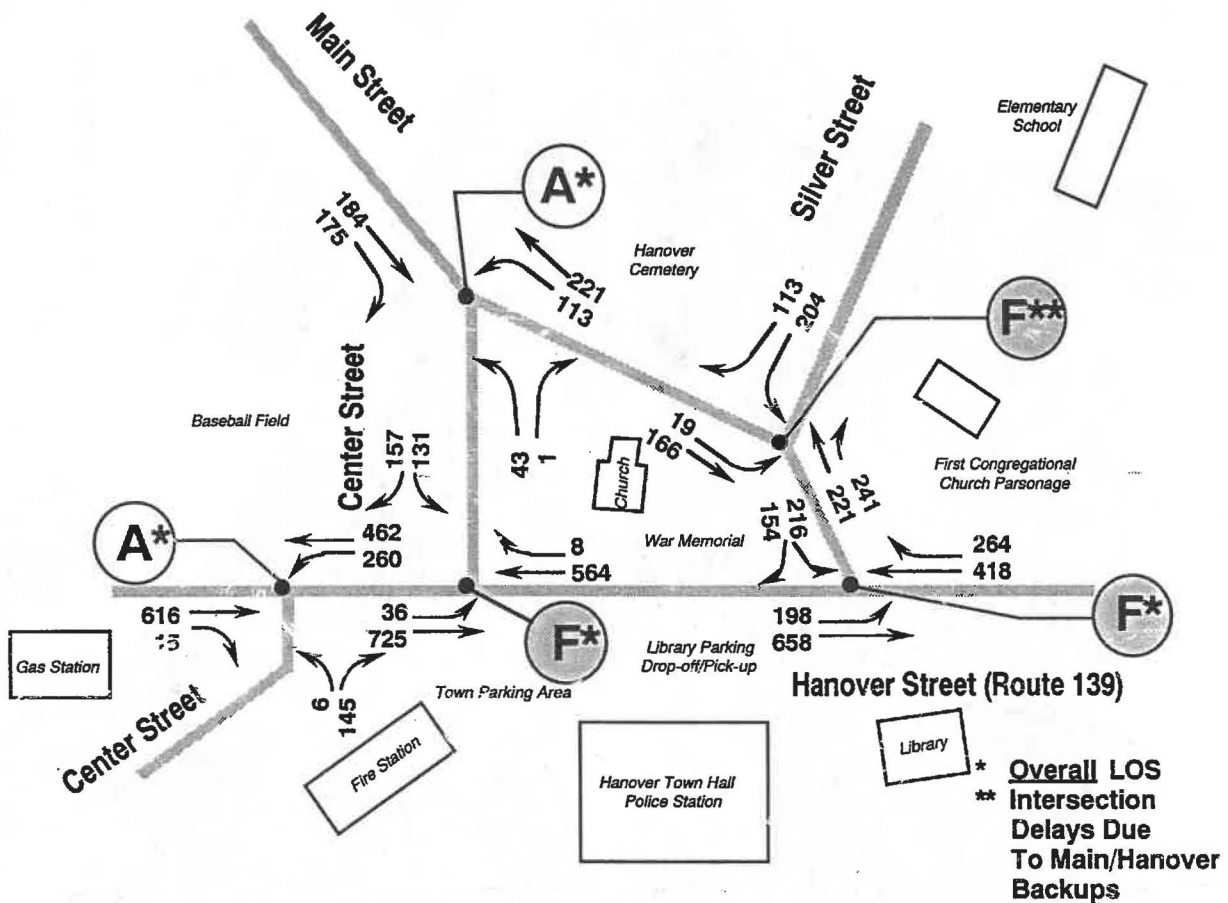 Main Street
Silver Street
Elementary
School
A*
184
175
Hanover
Cemetery
221
113
113
204
F**
Center Street
Baseball Field
157
131
43
1
Church
19
166
241
221
First Congregational
Church Parsonage
A*
462
260
8
564
War Memorial
216
154
264
418
616
36
725
198
658
F*
F*
Gas Station
Library Parking
Drop-off/Pick-up
Town Parking Area
Hanover Street (Route 139)
6
145
Center Street
Fire Station
Hanover Town Hall
Police Station
Library
* Overall LOS
** Intersection
Delays Due
To Main/Hanover
Backups